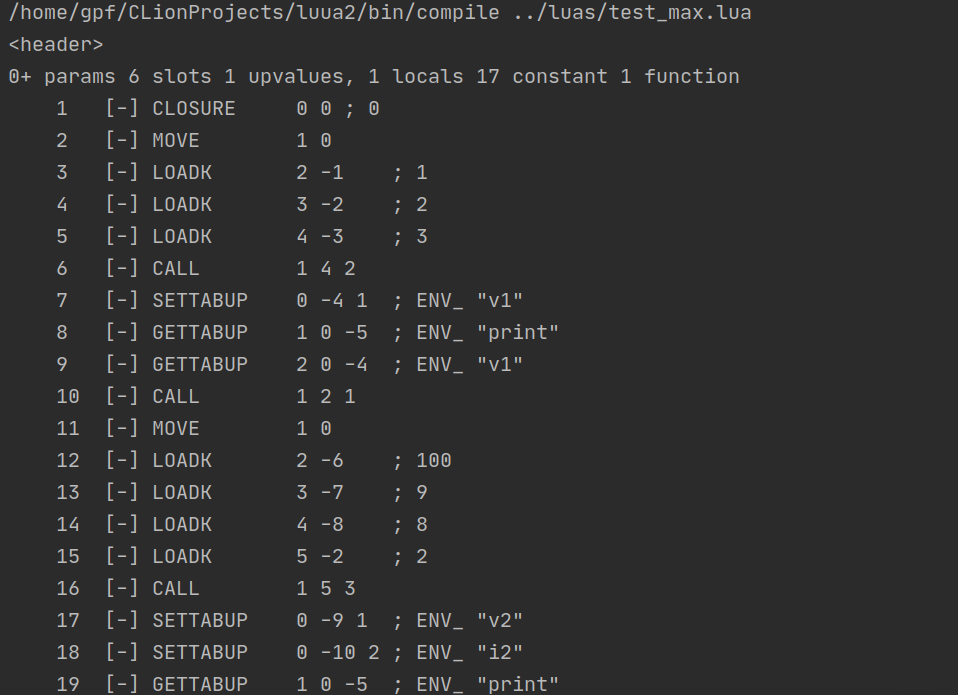 /home/gpf/CLionProjects/luua2/bin/compile ../luas/test_max.lua
<header>
0+ params 6 slots 1 upvalues, 1 locals 17 constant 1 function
1 [-] CLOSURE 0 0 ; 0
2 [-] MOVE 1 0
3 [-] LOADK 2 -1 ; 1
4 [-] LOADK 3 -2 ; 2
5 [-] LOADK 4 -3 ; 3
6 [-] CALL 1 4 2
7 [-] SETTABUP 0 -4 1 ; ENV_ "v1"
8 [-] GETTABUP 1 0 -5 ; ENV_ "print"
9 [-] GETTABUP 2 0 -4 ; ENV_ "v1"
10 [-] CALL 1 2 1
11 [-] MOVE 1 0
12 [-] LOADK 2 -6 ; 100
13 [-] LOADK 3 -7 ; 9
14 [-] LOADK 4 -8 ; 8
15 [-] LOADK 5 -2 ; 2
16 [-] CALL 1 5 3
17 [-] SETTABUP 0 -9 1 ; ENV_ "v2"
18 [-] SETTABUP 0 -10 2 ; ENV_ "i2"
19 [-] GETTABUP 1 0 -5 ; ENV_ "print"